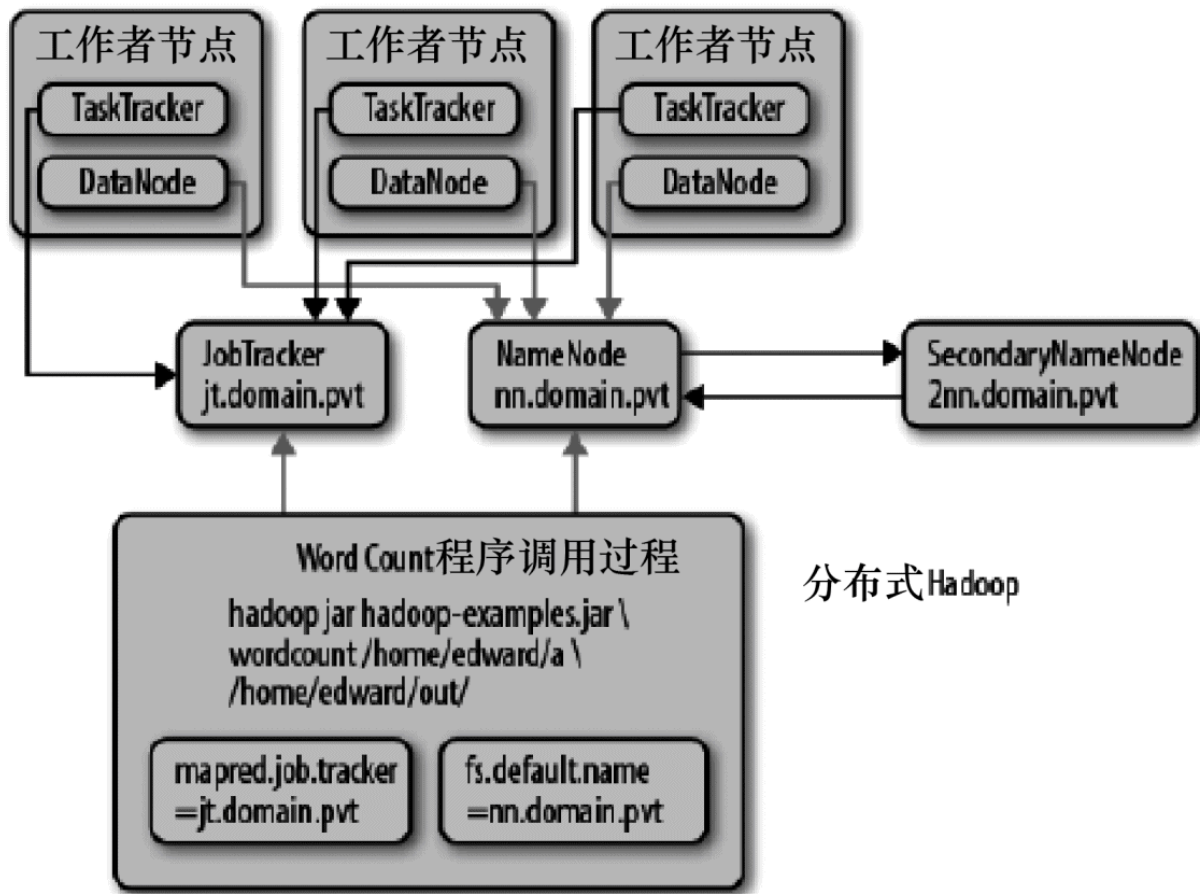 工作者节点
TaskTracker
DataNode
工作者节点
TaskTracker
DataNode
工作者节点
TaskTracker
DataNode
JobTracker
jt.domain.pvt
NameNode
nn.domain.pvt
SecondaryNameNode
2nn.domain.pvt
Word Count程序调用过程
hadoop jar hadoop-examples.jar \
wordcount /home/edward/a \
/home/edward/out/
mapred.job.tracker
=jt.domain.pvt
fs.default.name
=nn.domain.pvt
分布式Hadoop